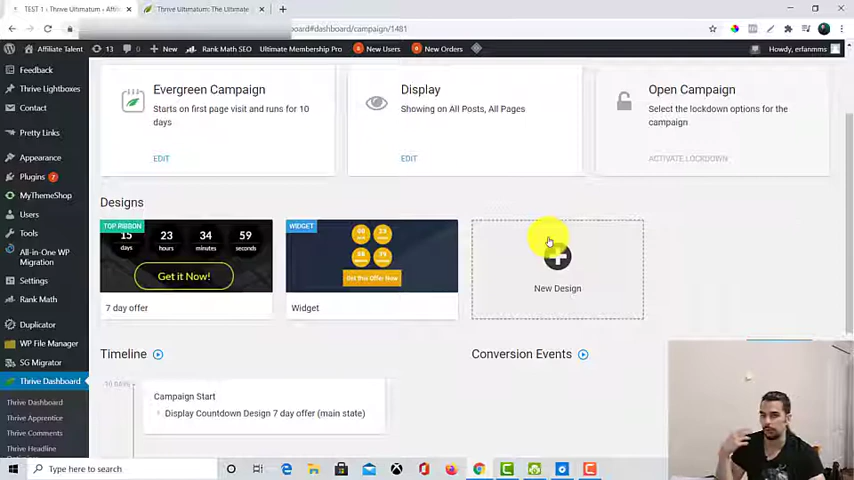 TEST 1 ‹ Thrive Ultimatum ‹ Affili
Thrive Ultimatum: The Ultimate
board#dashboard/campaign/1481
Affiliate Talent
13
1
New
Rank Math SEO
Ultimate Membership Pro
6 New Users
0 New Orders
Howdy, erlanmms
Feedback
Thrive Lightboxes
Contact
Pretty Links
Appearance
Plugins 7
MyThemeShop
Users
Tools
All-in-One WP
Migration
Settings
Rank Math
Duplicator
WP File Manager
SG Migrator
Thrive Dashboard
Thrive Dashboard
Thrive Apprentice
Thrive Comments
Thrive Headline
Evergreen Campaign
Starts on first page visit and runs for 10
days
EDIT
Display
Showing on All Posts, All Pages
EDIT
Open Campaign
Select the lockdown options for the
campaign
ACTIVATE LOCKDOWN
Designs
TOP RIBBON
15 23 34 59
days hours minutes seconds
Get it Now!
7 day offer
WIDGET
Get this Offer Now
Widget
New Design
Timeline
Conversion Events
-10 DAYS
Campaign Start
Display Countdown Design 7 day offer (main state)
Type here to search